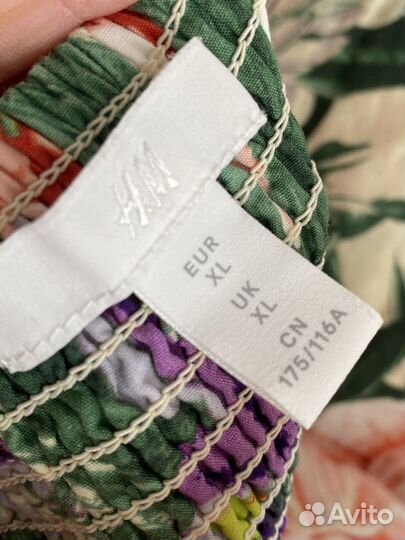 H&M
EUR
XL
UK
XL
CN
175/116A
Avito